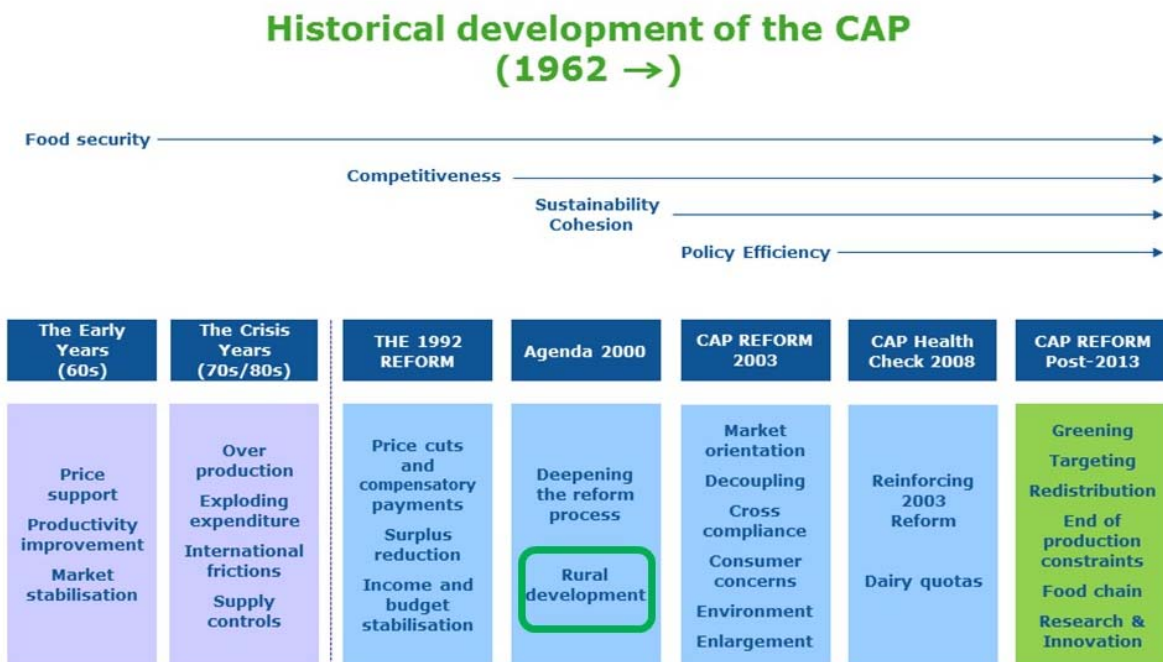 Historical development of the CAP
(1962 →)
Food security
Competitiveness
Sustainability
Cohesion
Policy Efficiency
The Early
Years
(60s)
The Crisis
Years
(70s/80s)
THE 1992
REFORM
Agenda 2000
CAP REFORM
2003
CAP Health
Check 2008
CAP REFORM
Post-2013
Price
support
Productivity
improvement
Market
stabilisation
Over
production
Exploding
expenditure
International
frictions
Supply
controls
Price cuts
and
compensatory
payments
Surplus
reduction
Income and
budget
stabilisation
Deepening
the reform
process
Rural
development
Market
orientation
Decoupling
Cross
compliance
Consumer
concerns
Environment
Enlargement
Reinforcing
2003
Reform
Dairy quotas
Greening
Targeting
Redistribution
End of
production
constraints
Food chain
Research &
Innovation